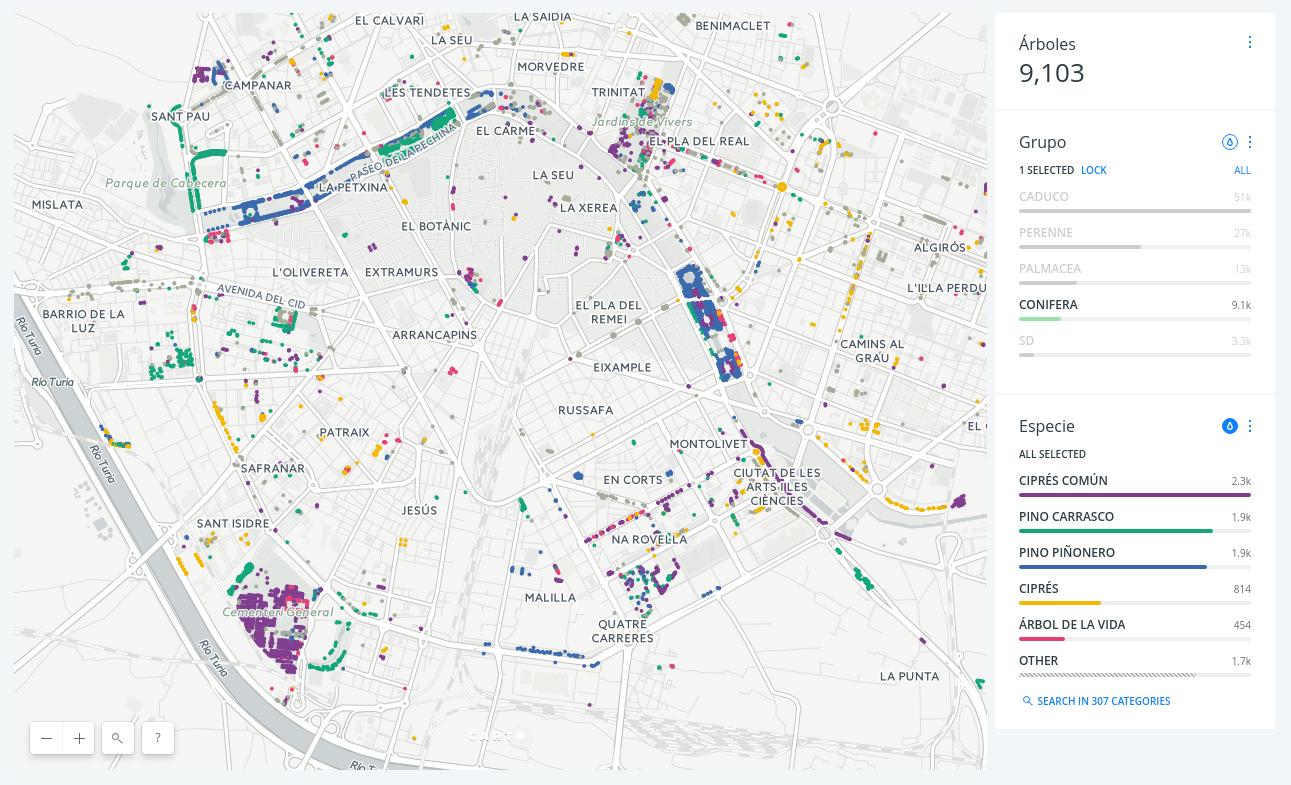 EL CALVARI
LA SAÏDIA
BENIMACLET
LA SEU
MORVEDRE
CAMPANAR
LES TENDETES
TRINITAT
SANT PAU
Jardins de Vivers
EL CARME
EL PLA DEL REAL
PASEO DE LA PECHINA
Parque de Cabecera
LA PETXINA
LA SEU
MISLATA
LA XEREA
EL BOTÀNIC
ALGIRÓS
L'OLIVERETA
EXTRAMURS
L'ILLA PERDU
AVENIDA DEL CID
BARRIO DE LA
LUZ
EL PLA DEL
REMEI
Río Turia
ARRANCAPINS
CAMINS AL
GRAU
EIXAMPLE
Río Turia
RUSSAFA
PATRAIX
MONTOLIVET
Río Turia
SAFRANAR
EN CORTS
CIUTAT DE LES
ARTS I LES
CIÈNCIES
JESÚS
SANT ISIDRE
NA ROVELLA
MALILLA
Cementeri General
QUATRE
CARRERES
Río Turia
LA PUNTA
CARTO
?
Árboles
9,103
Grupo
1 SELECTED LOCK ALL
CADUCO 51k
PERENNE 27k
PALMACEA 13k
CONIFERA 9.1k
SD 3.3k
Especie
ALL SELECTED
CIPRÉS COMÚN 2.3k
PINO CARRASCO 1.9k
PINO PIÑONERO 1.9k
CIPRÉS 814
ÁRBOL DE LA VIDA 454
OTHER 1.7k
SEARCH IN 307 CATEGORIES